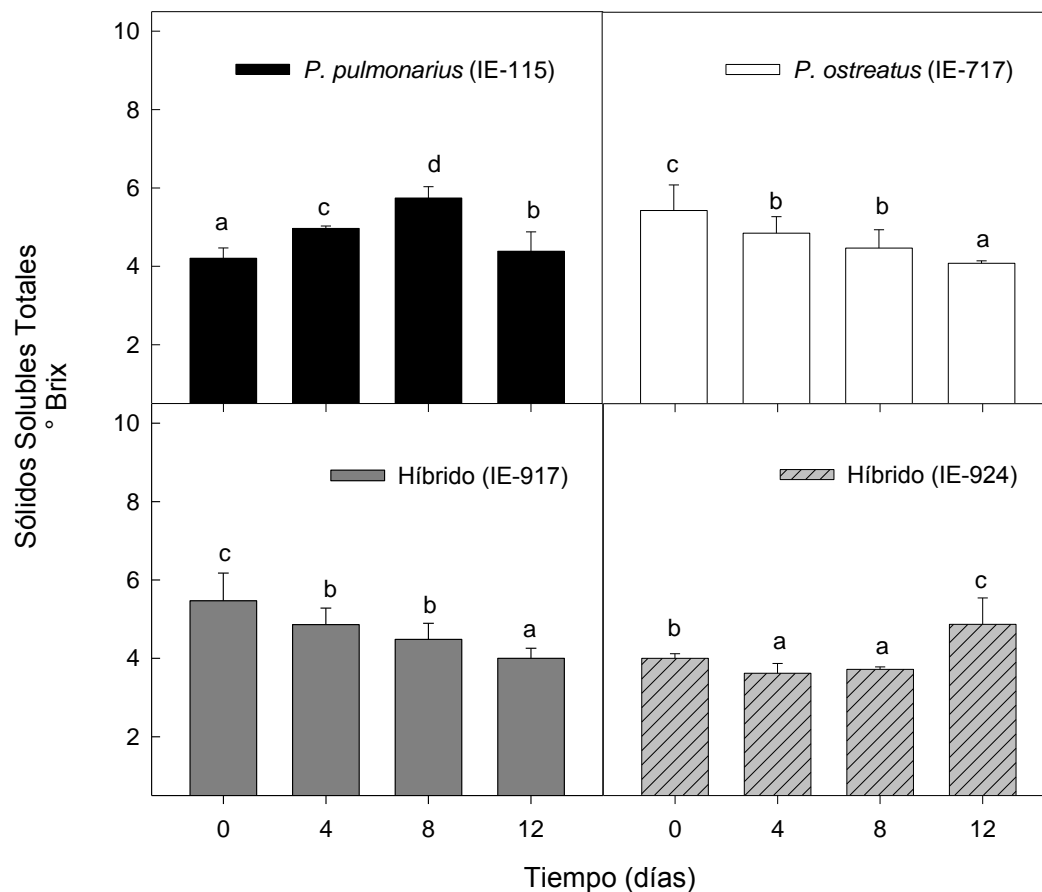 Sólidos Solubles Totales
° Brix
10
8
6
4
2
P. pulmonarius (IE-115)
a
c
d
b
P. ostreatus (IE-717)
c
b
b
a
10
8
6
4
2
Híbrido (IE-917)
c
b
b
a
Híbrido (IE-924)
b
a
a
c
0
4
8
12
0
4
8
12
Tiempo (días)